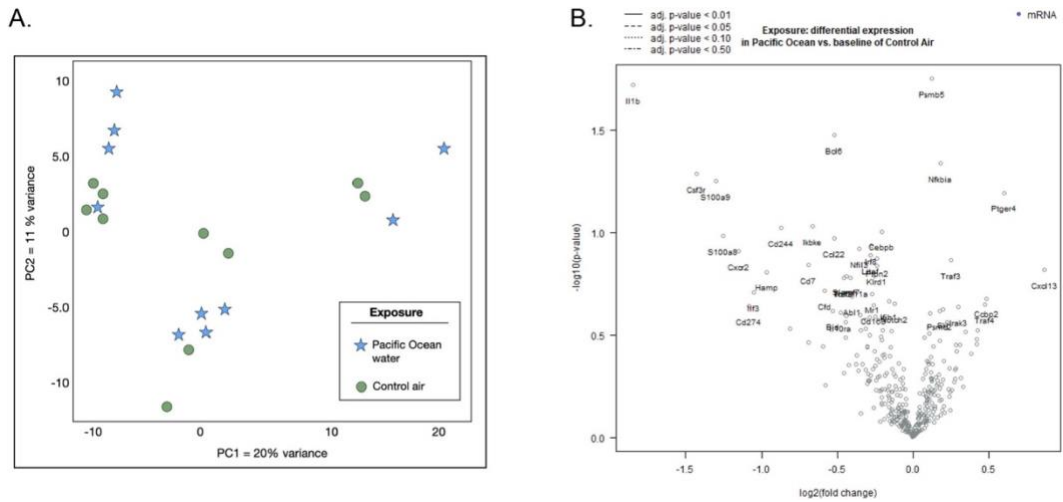 A.
10
5.0
0
-5.0
-10
PC2 = 11 % variance
-10
0
10
20
PC1 = 20% variance
Exposure
Pacific Ocean
water
Control air
B.
adj. p-value < 0.01
adj. p-value < 0.05
adj. p-value < 0.10
adj. p-value < 0.50
Exposure: differential expression
in Pacific Ocean vs. baseline of Control Air
mRNA
1.5
1.0
0.5
0.0
-log10(p-value)
Il1b
Psmb5
Bcl6
Nfkbia
Csf3r
S100a9
Ptger4
Cd244
Ikbke
S100a8
Ccl22
Cebpb
Cxcr2
Nfil3
Irf8
Ptpn2
Traf3
Cxcl13
Hamp
Cd7
Klrd1
Irf3
Cfd
Abl1
Mr1
Cd274
Ccbp2
Traf4
-1.5
-1.0
-0.5
0.0
0.5
log2(fold change)